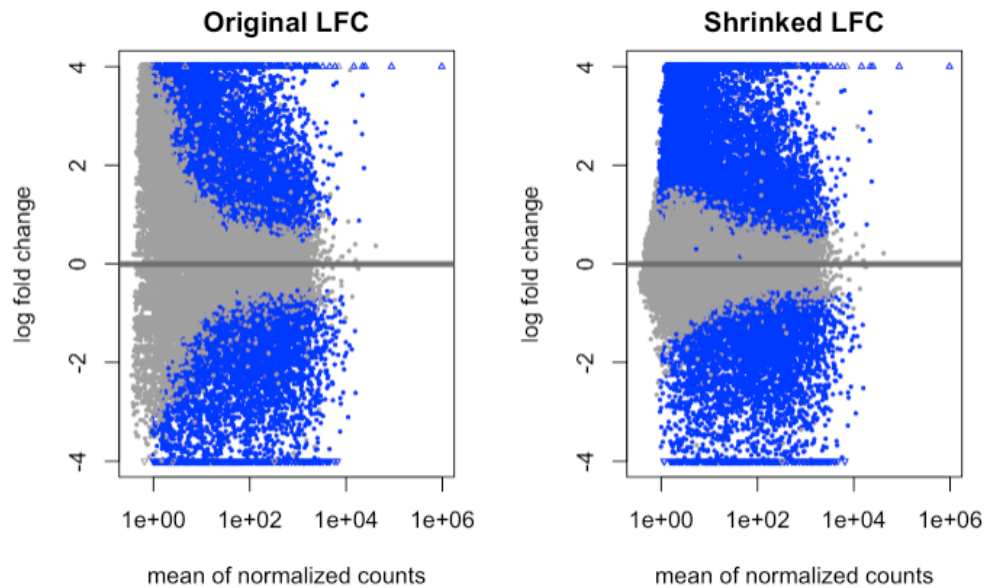 Original LFC
4
2
0
-2
-4
log fold change
1e+00 1e+02 1e+04 1e+06
mean of normalized counts
Shrinked LFC
4
2
0
-2
-4
log fold change
1e+00 1e+02 1e+04 1e+06
mean of normalized counts